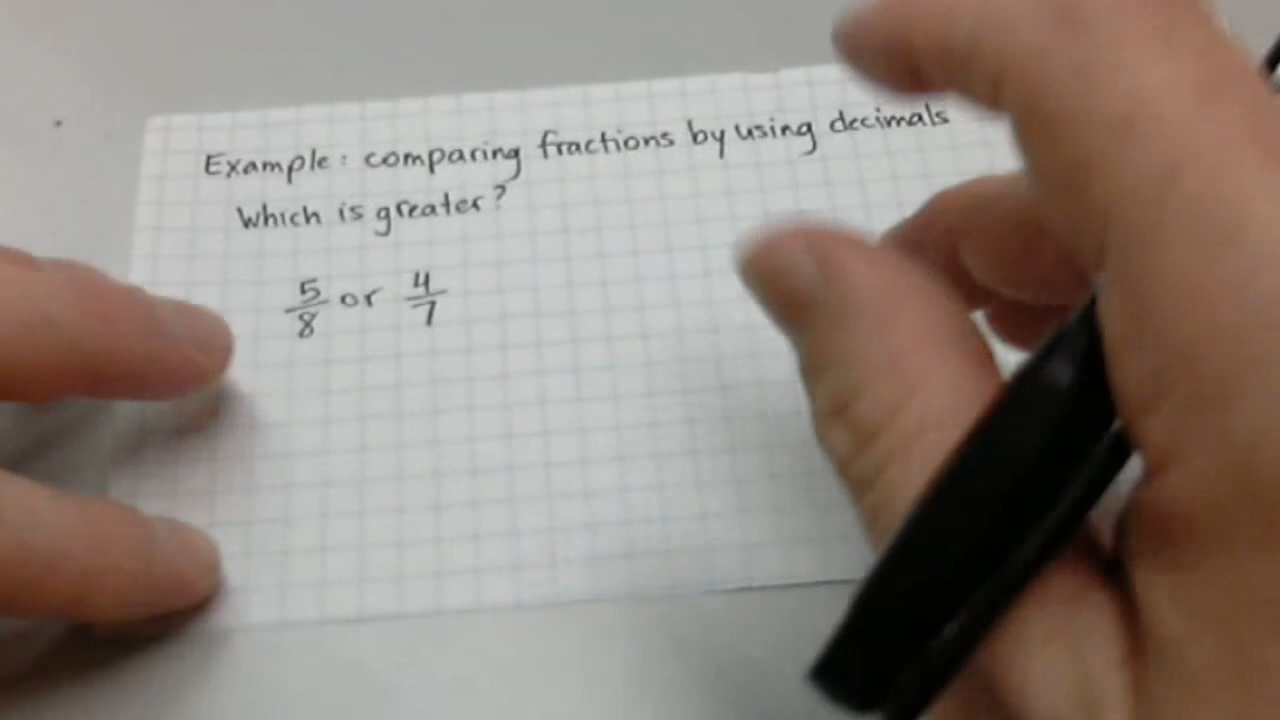 Example: comparing fractions by using decimals
Which is greater?
5/8 or 4/7